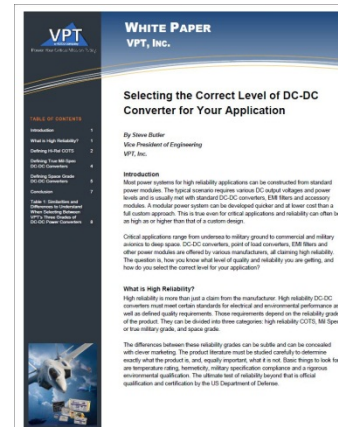 VPT
WHITE PAPER
VPT, INC.
Selecting the Correct Level of DC-DC
Converter for Your Application
By Steve Butler
Vice President of Engineering
VPT, Inc.
TABLE OF CONTENTS
Introduction 1
What is High Reliability? 1
Defining Hi-Rel COTS 2
Defining True Mil-Spec
DC-DC Converters 4
Defining Space Grade
DC-DC Converters 5
Conclusion 7
Table 1: Similarities and
Differences to Understand
When Selecting Between
VPT's Three Grades of
DC-DC Power Converters 8
Introduction
Most power systems for high reliability applications can be constructed from standard
power modules. The typical scenario requires various DC output voltages and power
levels and is usually met with standard DC-DC converters, EMI filters and accessory
modules. A modular power system can be developed quicker and at lower cost than a
full custom approach. This is true even for critical applications and reliability can often be
as high as or higher than that of a custom design.
Critical applications range from undersea to military ground to commercial and military
avionics to deep space. DC-DC converters, point of load converters, EMI filters and
other power modules are offered by various manufacturers, all claiming high reliability.
The question is, how you know what level of quality and reliability you are getting, and
how do you select the correct level for your application?
What is High Reliability?
High reliability is more than just a claim from the manufacturer. High reliability DC-DC
converters must meet certain standards for electrical and environmental performance as
well as defined quality requirements. Those requirements depend on the reliability grade
of the product. They can be divided into three categories: high reliability COTS, Mil Spec
or true military grade, and space grade.
The differences between these reliability grades can be subtle and can be concealed
with clever marketing. The product literature must be studied carefully to determine
exactly what the product is, and, equally important, what it is not. Basic things to look for
are temperature rating, hermeticity, military specification compliance and a rigorous
environmental qualification. The ultimate test of reliability beyond that is official
qualification and certification by the US Department of Defense.